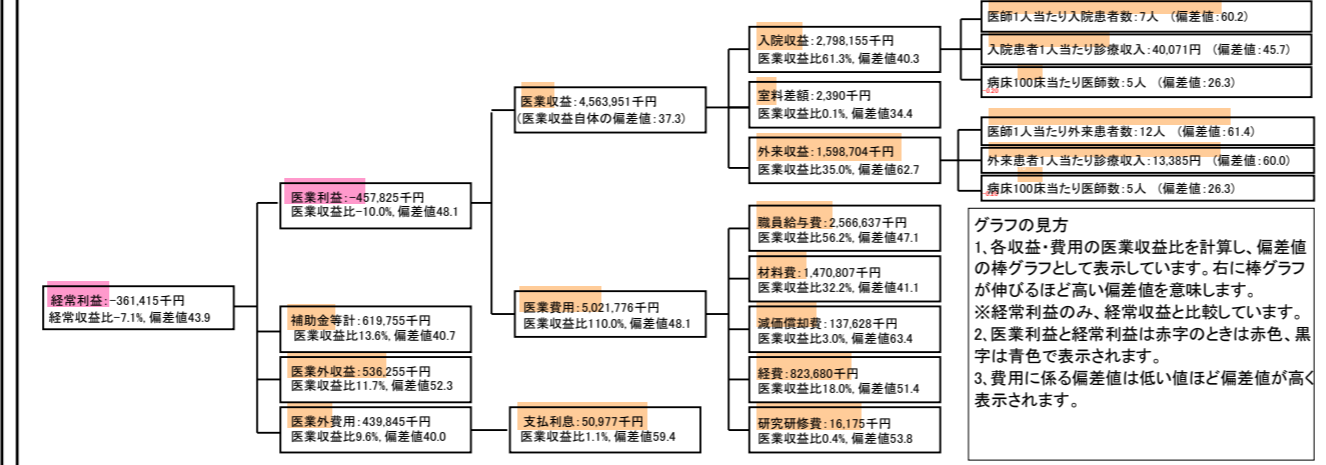 経常利益:-361,415千円
経常収益比-7.1%, 偏差値43.9
医業利益:-457,825千円
医業収益比-10.0%, 偏差値48.1
補助金等計:619,755千円
医業収益比13.6%, 偏差値40.7
医業外収益:536,255千円
医業収益比11.7%, 偏差値52.3
医業外費用:439,845千円
医業収益比9.6%, 偏差値40.0
医業収益:4,563,951千円
(医業収益自体の偏差値:37.3)
医業費用:5,021,776千円
医業収益比110.0%, 偏差値48.1
支払利息:50,977千円
医業収益比1.1%, 偏差値59.4
入院収益:2,798,155千円
医業収益比61.3%, 偏差値40.3
室料差額:2,390千円
医業収益比0.1%, 偏差値34.4
外来収益:1,598,704千円
医業収益比35.0%, 偏差値62.7
職員給与費:2,566,637千円
医業収益比56.2%, 偏差値47.1
材料費:1,470,807千円
医業収益比32.2%, 偏差値41.1
減価償却費:137,628千円
医業収益比3.0%, 偏差値63.4
経費:823,680千円
医業収益比18.0%, 偏差値51.4
研究研修費:16,175千円
医業収益比0.4%, 偏差値53.8
医師1人当たり入院患者数:7人 (偏差値:60.2)
入院患者1人当たり診療収入:40,071円 (偏差値:45.7)
病床100床当たり医師数:5人 (偏差値:26.3)
医師1人当たり外来患者数:12人 (偏差値:61.4)
外来患者1人当たり診療収入:13,385円 (偏差値:60.0)
病床100床当たり医師数:5人 (偏差値:26.3)
グラフの見方
1、各収益・費用の医業収益比を計算し、偏差値
の棒グラフとして表示しています。右に棒グラフ
が伸びるほど高い偏差値を意味します。
※経常利益のみ、経常収益と比較しています。
2、医業利益と経常利益は赤字のときは赤色、黒
字は青色で表示されます。
3、費用に係る偏差値は低い値ほど偏差値が高く
表示されます。